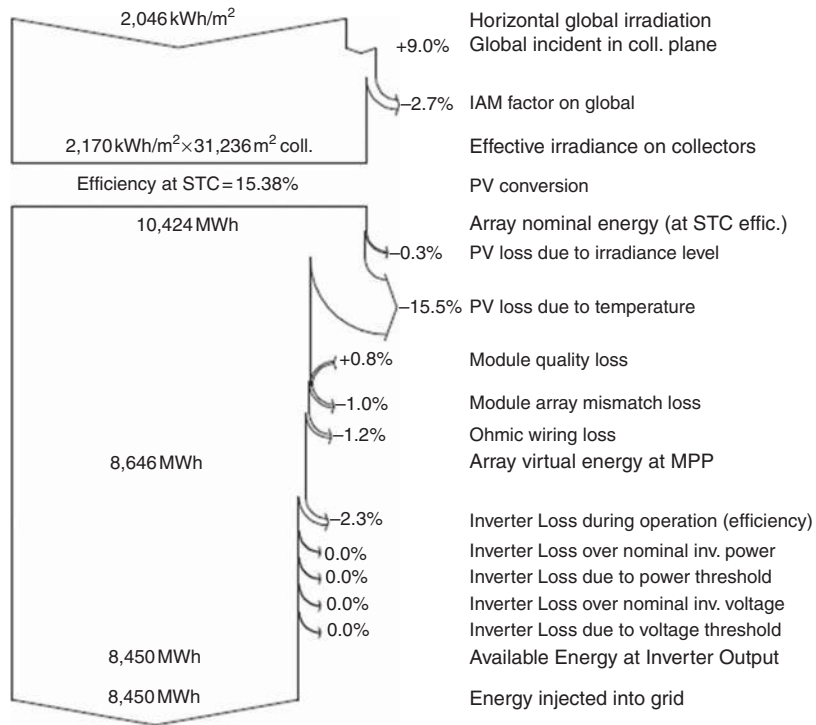 2,046 kWh/m² Horizontal global irradiation
+9.0% Global incident in coll. plane
–2.7% IAM factor on global
2,170 kWh/m²×31,236 m² coll. Effective irradiance on collectors
Efficiency at STC=15.38% PV conversion
10,424 MWh Array nominal energy (at STC effic.)
–0.3% PV loss due to irradiance level
–15.5% PV loss due to temperature
+0.8% Module quality loss
–1.0% Module array mismatch loss
–1.2% Ohmic wiring loss
8,646 MWh Array virtual energy at MPP
–2.3% Inverter Loss during operation (efficiency)
0.0% Inverter Loss over nominal inv. power
0.0% Inverter Loss due to power threshold
0.0% Inverter Loss over nominal inv. voltage
0.0% Inverter Loss due to voltage threshold
8,450 MWh Available Energy at Inverter Output
8,450 MWh Energy injected into grid